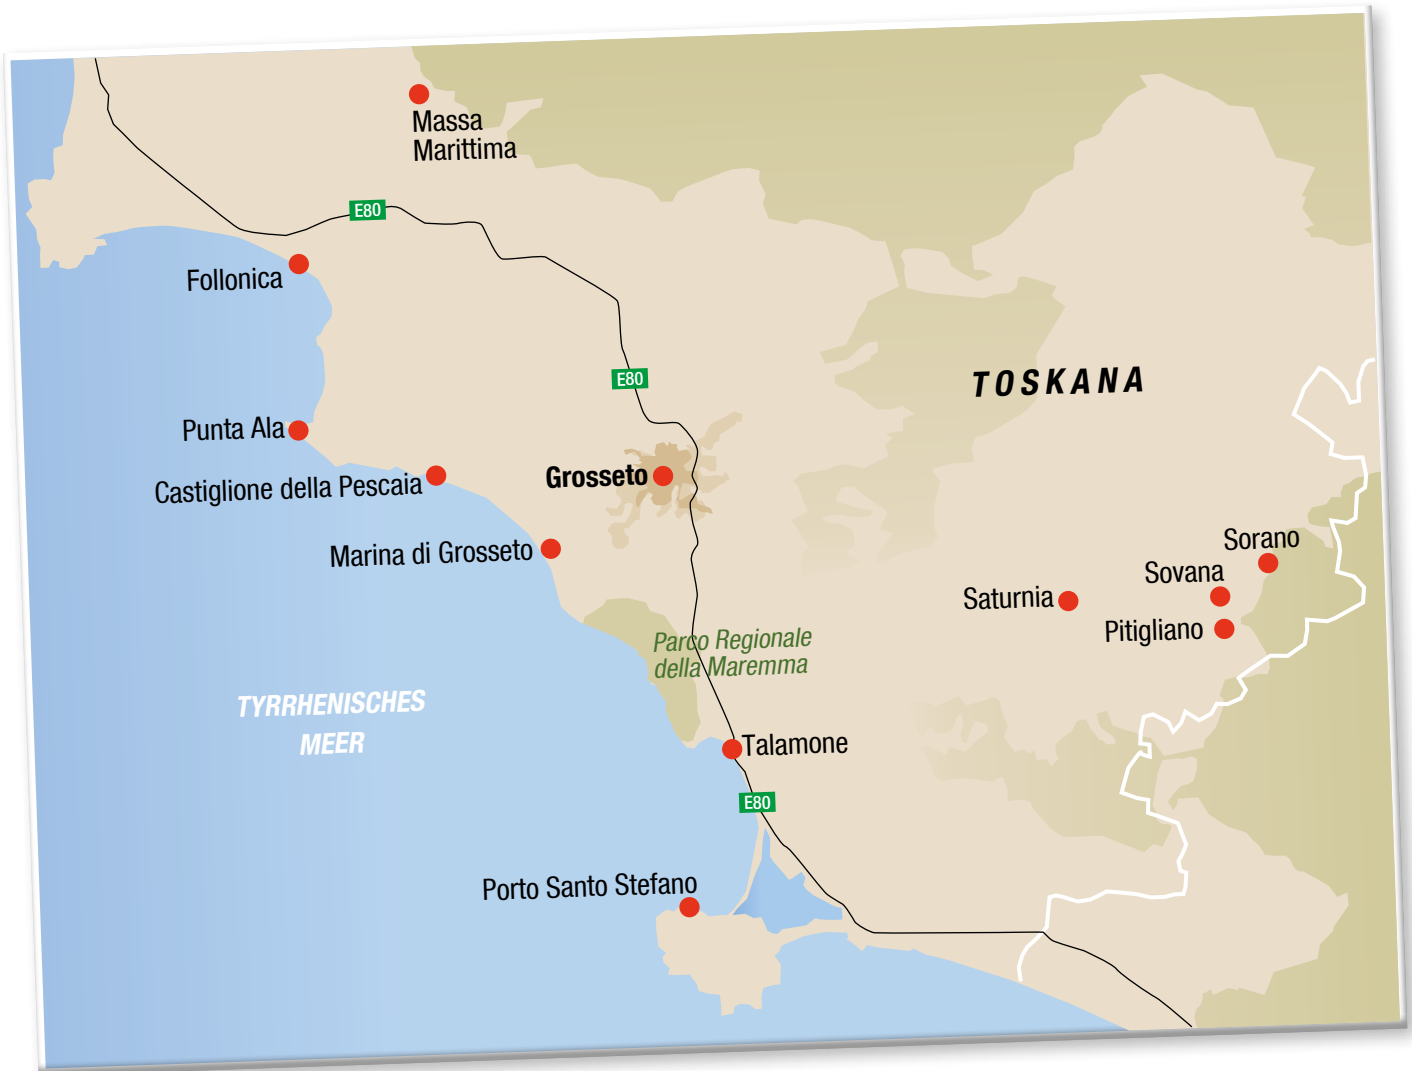 Massa
Marittima
E80
Follonica
E80
TOSKANA
Punta Ala
Grosseto
Castiglione della Pescaia
Marina di Grosseto
Sorano
Sovana
Saturnia
Pitigliano
Parco Regionale
della Maremma
TYRRHENISCHES
MEER
Talamone
E80
Porto Santo Stefano